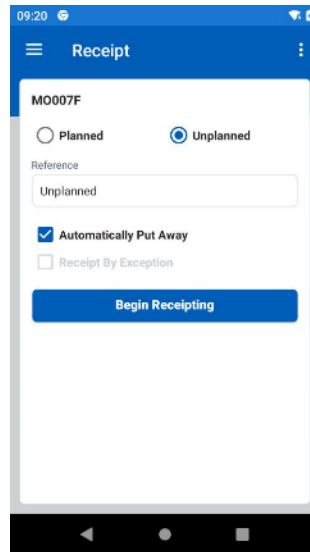 09:20
Receipt
MO007F
Planned
Unplanned
Reference
Unplanned
Automatically Put Away
Receipt By Exception
Begin Receipting